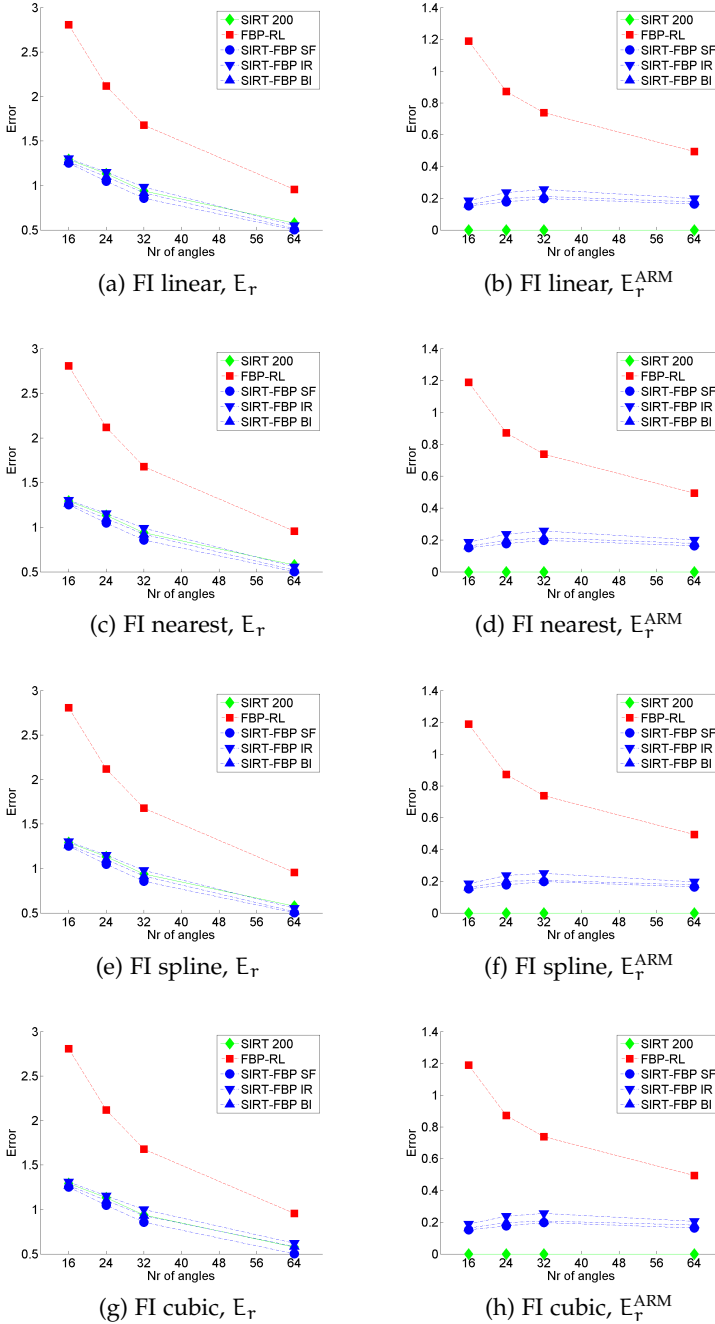 3
2.5
2
1.5
1
0.5
Error
16 24 32 40 48 56 64
Nr of angles
SIRT 200
FBP-RL
SIRT-FBP SF
SIRT-FBP IR
SIRT-FBP BI
(a) FI linear, E_r
1.4
1.2
1
0.8
0.6
0.4
0.2
0
Error
16 24 32 40 48 56 64
Nr of angles
SIRT 200
FBP-RL
SIRT-FBP SF
SIRT-FBP IR
SIRT-FBP BI
(b) FI linear, E_r^ARM
3
2.5
2
1.5
1
0.5
Error
16 24 32 40 48 56 64
Nr of angles
SIRT 200
FBP-RL
SIRT-FBP SF
SIRT-FBP IR
SIRT-FBP BI
(c) FI nearest, E_r
1.4
1.2
1
0.8
0.6
0.4
0.2
0
Error
16 24 32 40 48 56 64
Nr of angles
SIRT 200
FBP-RL
SIRT-FBP SF
SIRT-FBP IR
SIRT-FBP BI
(d) FI nearest, E_r^ARM
3
2.5
2
1.5
1
0.5
Error
16 24 32 40 48 56 64
Nr of angles
SIRT 200
FBP-RL
SIRT-FBP SF
SIRT-FBP IR
SIRT-FBP BI
(e) FI spline, E_r
1.4
1.2
1
0.8
0.6
0.4
0.2
0
Error
16 24 32 40 48 56 64
Nr of angles
SIRT 200
FBP-RL
SIRT-FBP SF
SIRT-FBP IR
SIRT-FBP BI
(f) FI spline, E_r^ARM
3
2.5
2
1.5
1
0.5
Error
16 24 32 40 48 56 64
Nr of angles
SIRT 200
FBP-RL
SIRT-FBP SF
SIRT-FBP IR
SIRT-FBP BI
(g) FI cubic, E_r
1.4
1.2
1
0.8
0.6
0.4
0.2
0
Error
16 24 32 40 48 56 64
Nr of angles
SIRT 200
FBP-RL
SIRT-FBP SF
SIRT-FBP IR
SIRT-FBP BI
(h) FI cubic, E_r^ARM